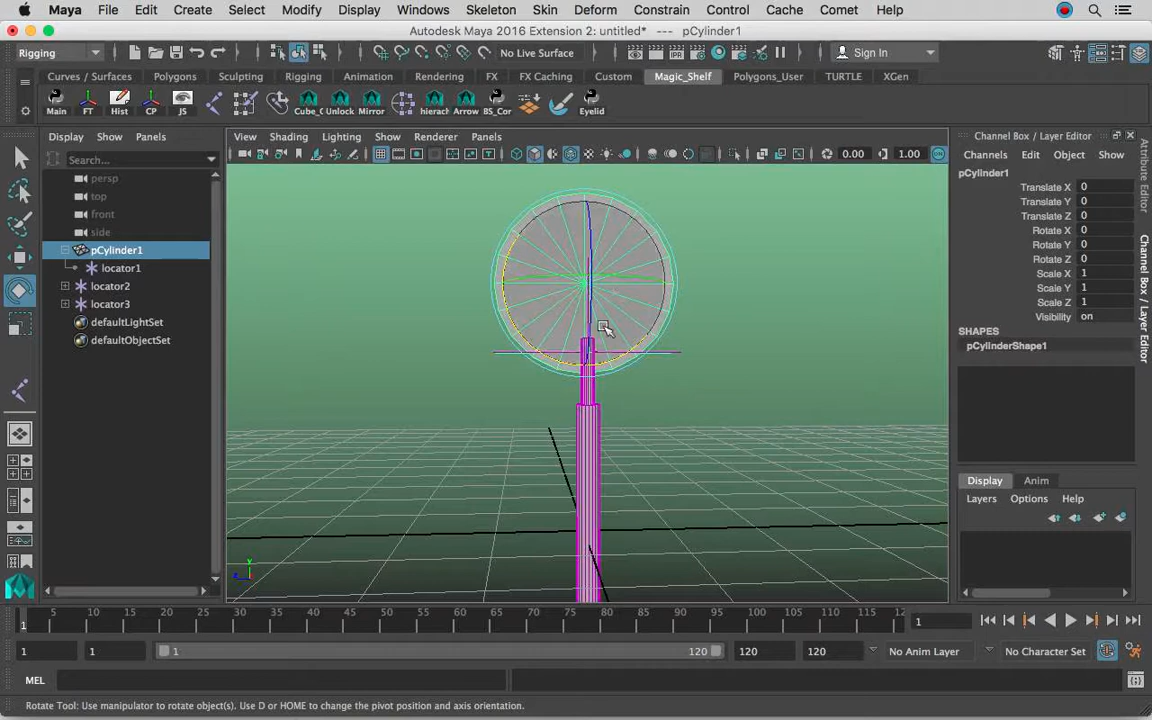 Maya File Edit Create Select Modify Display Windows Skeleton Skin Deform Constrain Control Cache Comet Help
Autodesk Maya 2016 Extension 2: untitled* --- pCylinder1
Rigging No Live Surface Sign In
Curves / Surfaces Polygons Sculpting Rigging Animation Rendering FX FX Caching Custom Magic_Shelf Polygons_User TURTLE XGen
Main FT Hist CP JS Cube_C Unlock Mirror hierach Arrow BS_Cor Eyelid
Display Show Panels
Search...
persp
top
front
side
pCylinder1
locator1
locator2
locator3
defaultLightSet
defaultObjectSet
View Shading Lighting Show Renderer Panels
0.00 1.00
y
z
Channel Box / Layer Editor
Channels Edit Object Show
pCylinder1
Translate X 0
Translate Y 0
Translate Z 0
Rotate X 0
Rotate Y 0
Rotate Z 0
Scale X 1
Scale Y 1
Scale Z 1
Visibility on
SHAPES
pCylinderShape1
Display Anim
Layers Options Help
Attribute Editor
Channel Box / Layer Editor
1 5 10 15 20 25 30 35 40 45 50 55 60 65 70 75 80 85 90 95 100 105 110 115 12
1
1 1 1 120 120 120 No Anim Layer No Character Set
MEL
Rotate Tool: Use manipulator to rotate object(s). Use D or HOME to change the pivot position and axis orientation.